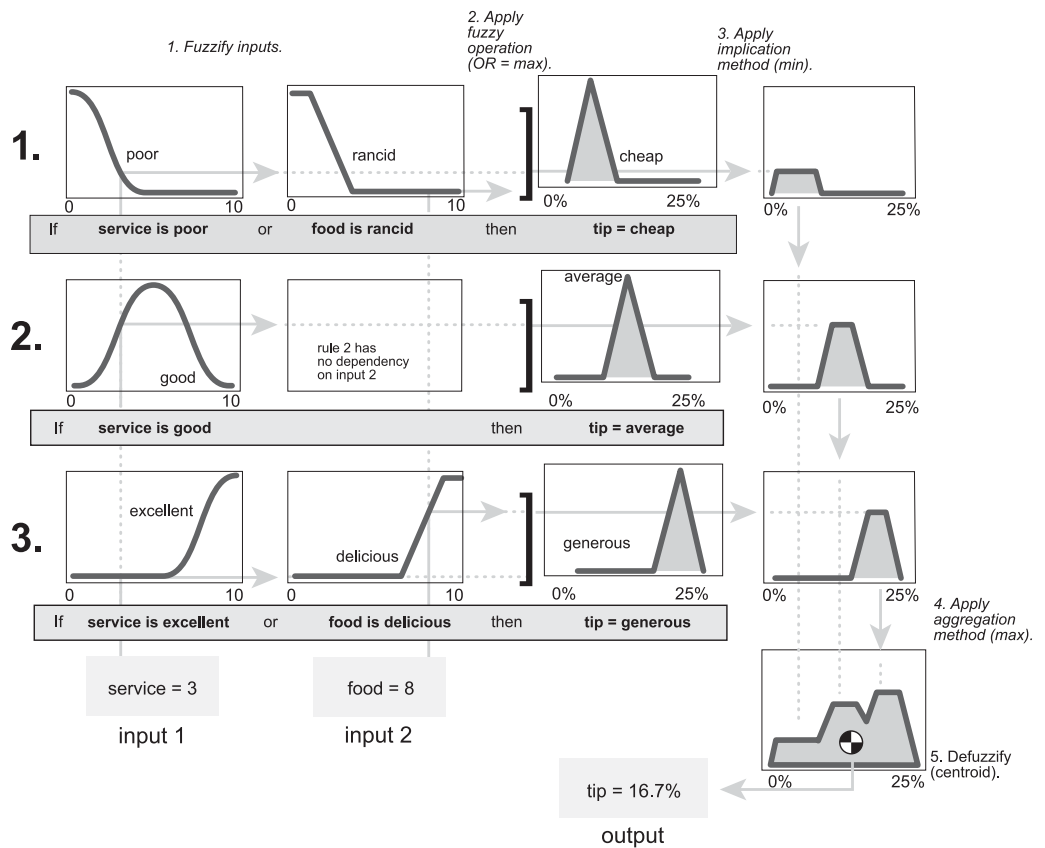 1. Fuzzify inputs.
2. Apply
fuzzy
operation
(OR = max).
3. Apply
implication
method (min).
1.
poor
0 10
rancid
0 10
cheap
0% 25%
0% 25%
If service is poor or food is rancid then tip = cheap
2.
good
0 10
rule 2 has
no dependency
on input 2
average
0% 25%
0% 25%
If service is good then tip = average
3.
excellent
0 10
delicious
0 10
generous
0% 25%
0% 25%
If service is excellent or food is delicious then tip = generous
4. Apply
aggregation
method (max).
service = 3
input 1
food = 8
input 2
0% 25%
5. Defuzzify
(centroid).
tip = 16.7%
output